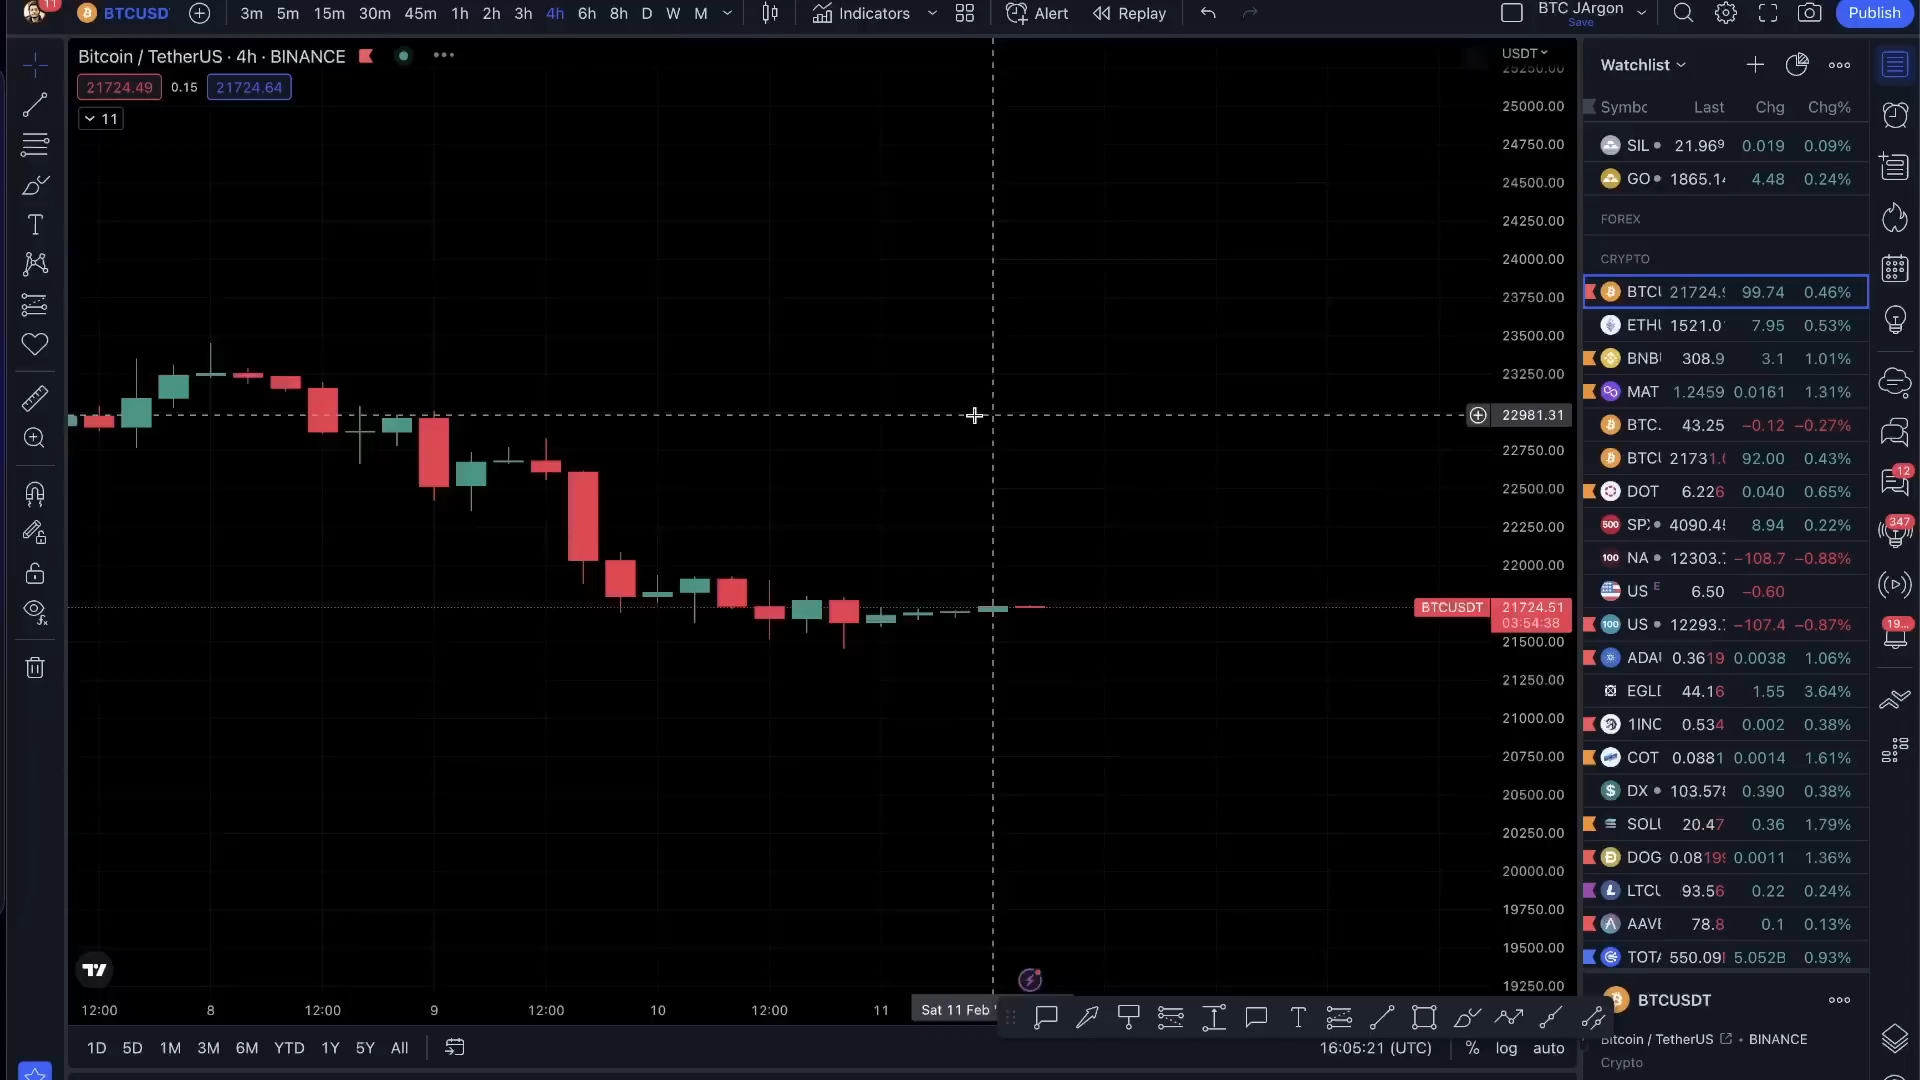 11
BTCUSD
3m 5m 15m 30m 45m 1h 2h 3h 4h 6h 8h D W M
Indicators
Alert
Replay
BTC JArgon
Save
Publish
Bitcoin / TetherUS · 4h · BINANCE
21724.49 0.15 21724.64
11
USDT
25250.00
25000.00
24750.00
24500.00
24250.00
24000.00
23750.00
23500.00
23250.00
22981.31
22750.00
22500.00
22250.00
22000.00
BTCUSDT 21724.51
03:54:38
21500.00
21250.00
21000.00
20750.00
20500.00
20250.00
20000.00
19750.00
19500.00
19250.00
12:00 8 12:00 9 12:00 10 12:00 11 Sat 11 Feb
1D 5D 1M 3M 6M YTD 1Y 5Y All
16:05:21 (UTC) % log auto
Watchlist
Symbc Last Chg Chg%
SIL 21.969 0.019 0.09%
GO 1865.1 4.48 0.24%
FOREX
CRYPTO
BTCU 21724. 99.74 0.46%
ETH 1521.0 7.95 0.53%
BNB 308.9 3.1 1.01%
MAT 1.2459 0.0161 1.31%
BTC. 43.25 −0.12 −0.27%
BTCU 21731. 92.00 0.43%
DOT 6.226 0.040 0.65%
500 SP 4090.4 8.94 0.22%
100 NA 12303. −108.7 −0.88%
US E 6.50 −0.60
100 US 12293. −107.4 −0.87%
ADA 0.3619 0.0038 1.06%
EGL 44.16 1.55 3.64%
1INC 0.534 0.002 0.38%
COT 0.0881 0.0014 1.61%
DX 103.57 0.390 0.38%
SOL 20.47 0.36 1.79%
DOG 0.0819 0.0011 1.36%
LTC 93.56 0.22 0.24%
AAVE 78.8 0.1 0.13%
TOTA 550.09 5.052B 0.93%
BTCUSDT
Bitcoin / TetherUS · BINANCE
Crypto
12
347
19...